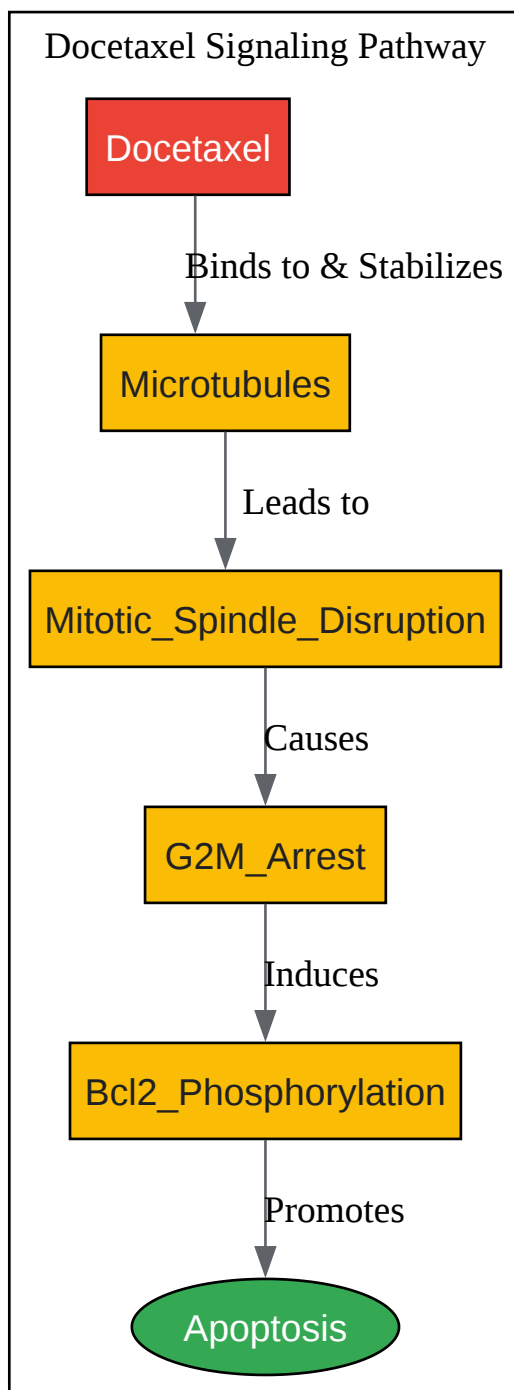 Docetaxel Signaling Pathway
Docetaxel
Binds to & Stabilizes
Microtubules
Leads to
Mitotic_Spindle_Disruption
Causes
G2M_Arrest
Induces
Bcl2_Phosphorylation
Promotes
Apoptosis